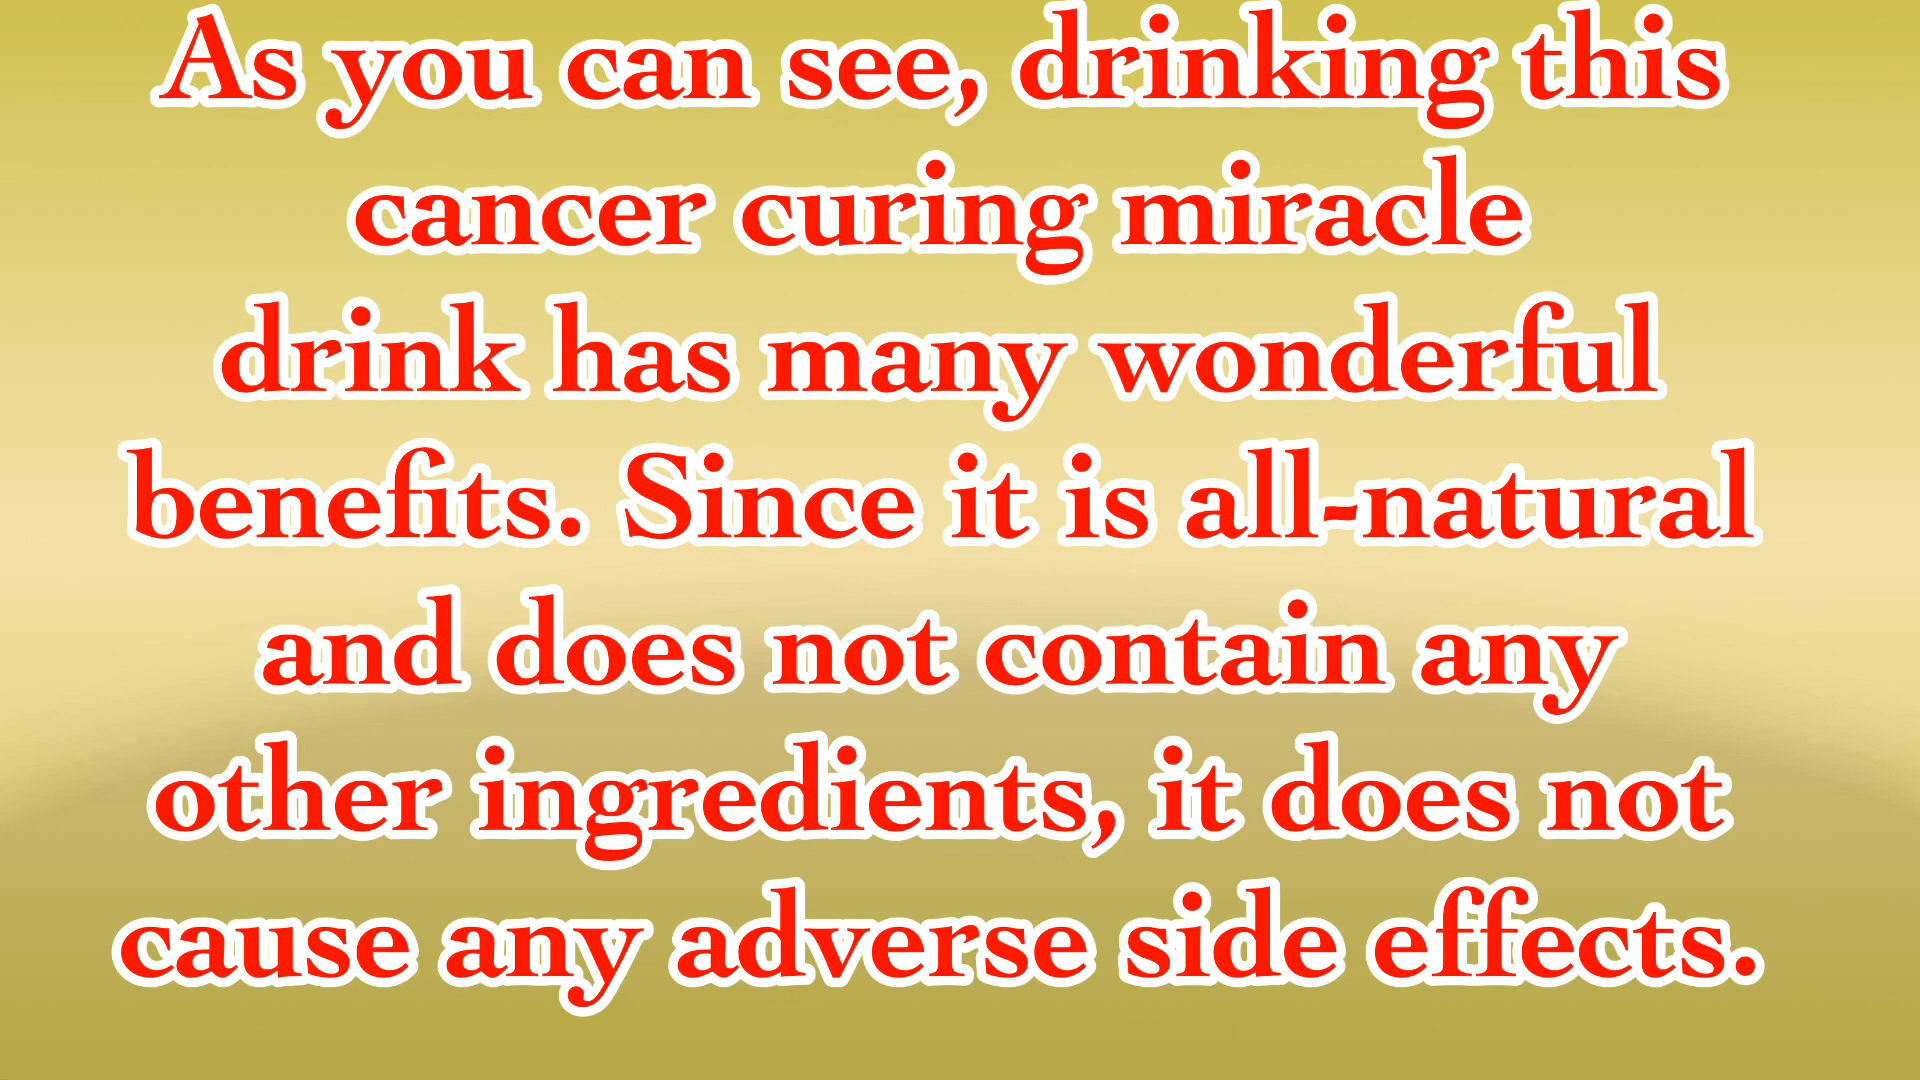 As you can see, drinking this
cancer curing miracle
drink has many wonderful
benefits. Since it is all-natural
and does not contain any
other ingredients, it does not
cause any adverse side effects.